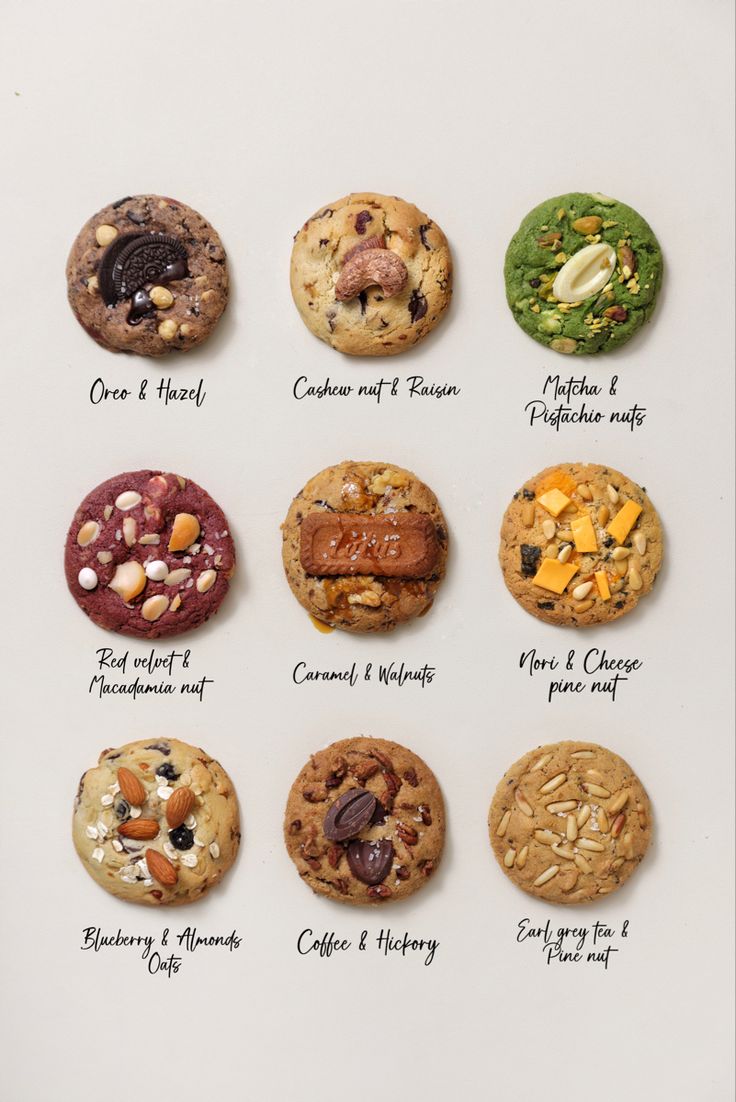 Oreo & Hazel
Cashew nut & Raisin
Matcha &
Pistachio nuts
Red velvet &
Macadamia nut
Lotus
Caramel & Walnuts
Nori & Cheese
pine nut
Blueberry & Almonds
Oats
Coffee & Hickory
Earl grey tea &
Pine nut